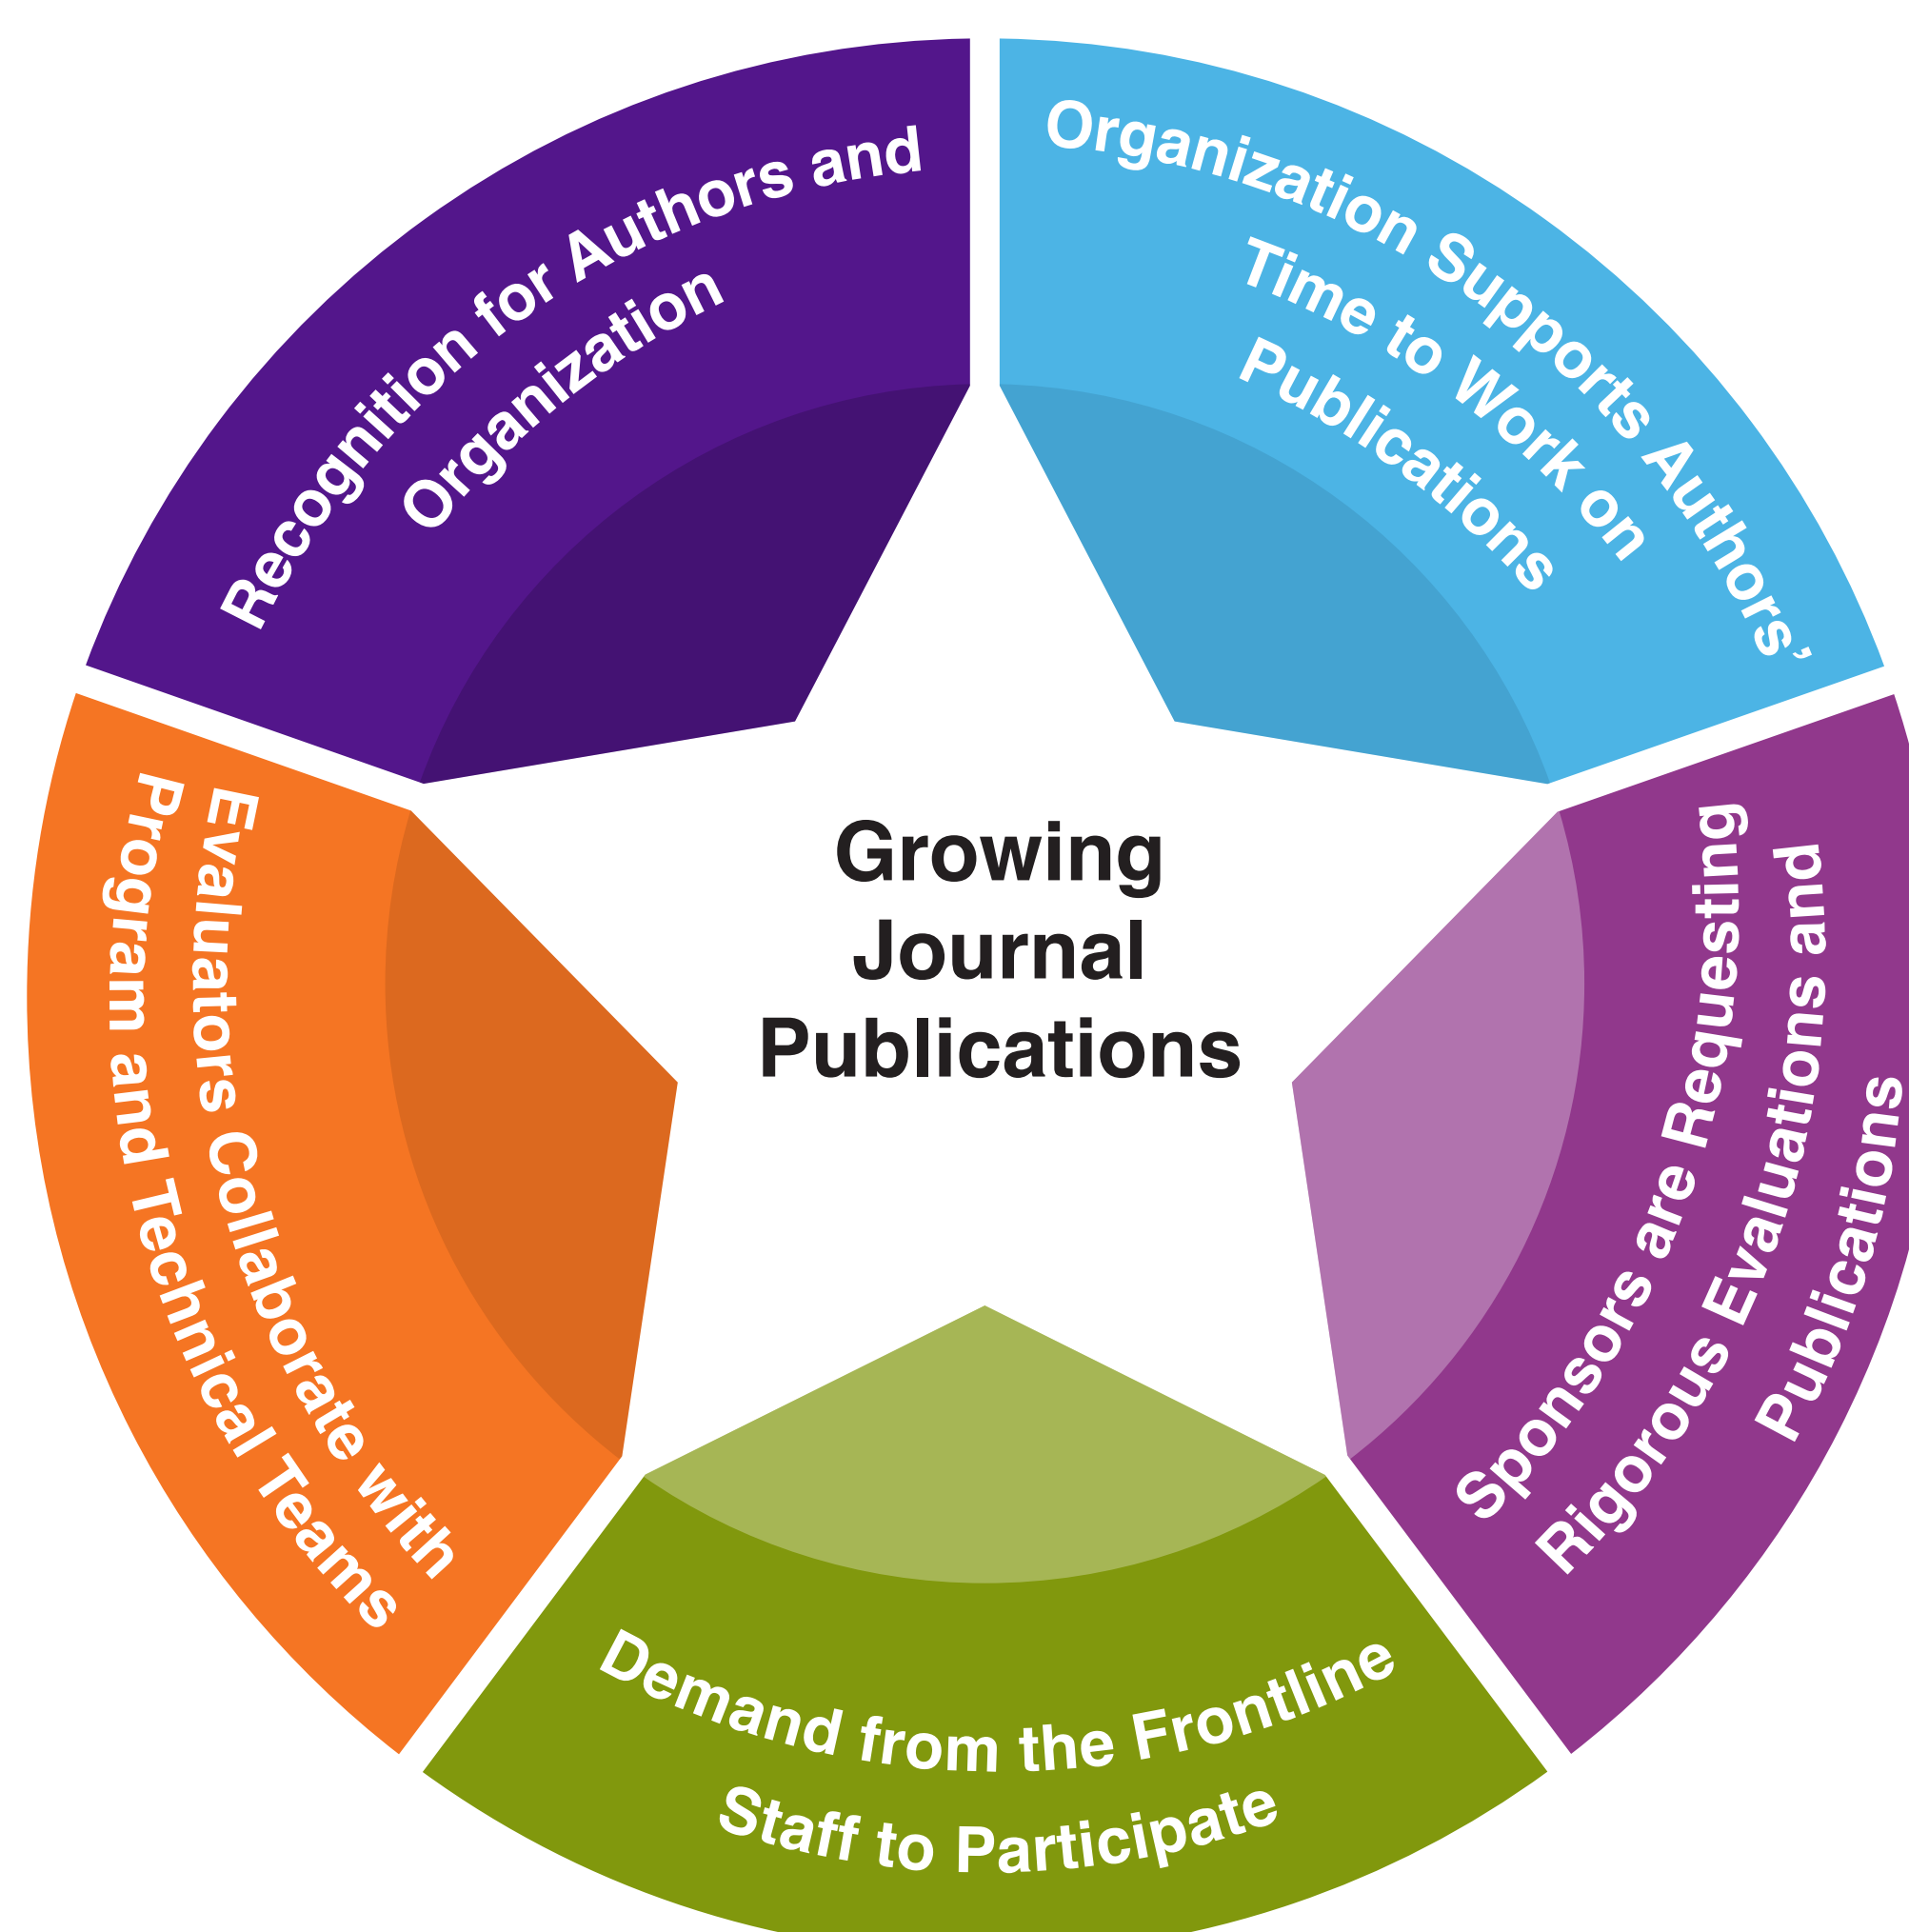 Recognition for Authors and
Organization
Organization Supports Authors’
Time to Work on
Publications
Sponsors are Requesting
Rigorous Evaluations and
Publications
Demand from the Frontline
Staff to Participate
Evaluators Collaborate with
Program and Technical Teams
Growing
Journal
Publications